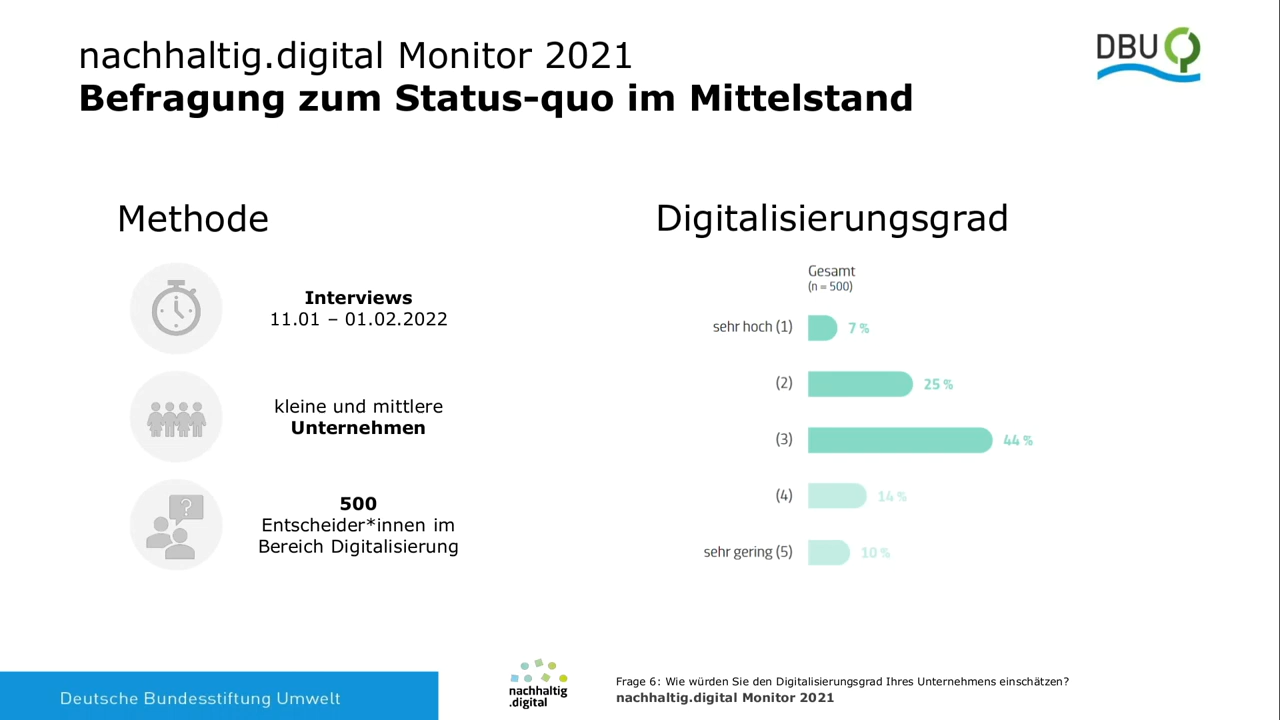 nachhaltig.digital Monitor 2021
Befragung zum Status-quo im Mittelstand
DBU
Methode
Interviews
11.01 – 01.02.2022
kleine und mittlere
Unternehmen
?
500
Entscheider*innen im
Bereich Digitalisierung
Digitalisierungsgrad
Gesamt
(n = 500)
sehr hoch (1) 7 %
(2) 25 %
(3) 44 %
(4) 14 %
sehr gering (5) 10 %
Deutsche Bundesstiftung Umwelt
nachhaltig
.digital
Frage 6: Wie würden Sie den Digitalisierungsgrad Ihres Unternehmens einschätzen?
nachhaltig.digital Monitor 2021